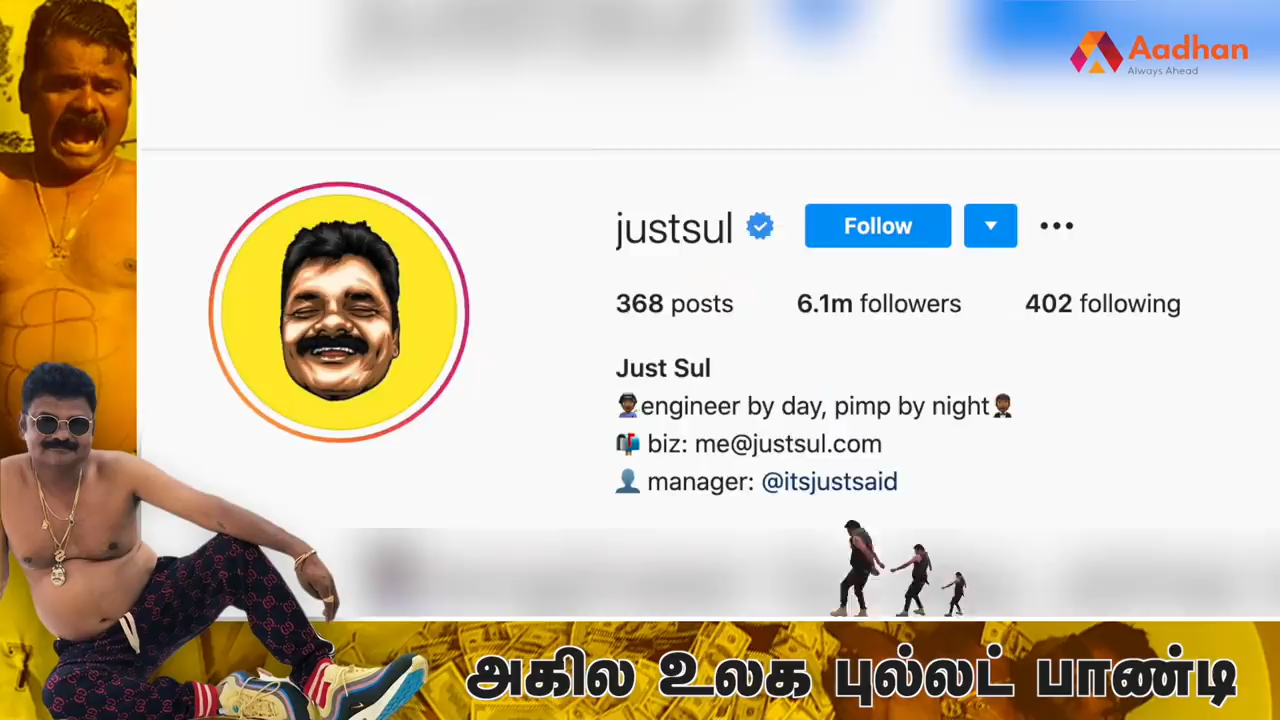 Aadhan
Always Ahead
justsul
Follow
368 posts 6.1m followers 402 following
Just Sul
engineer by day, pimp by night
biz: me@justsul.com
manager: @itsjustsaid
அகில உலக புல்லட் பாண்டி